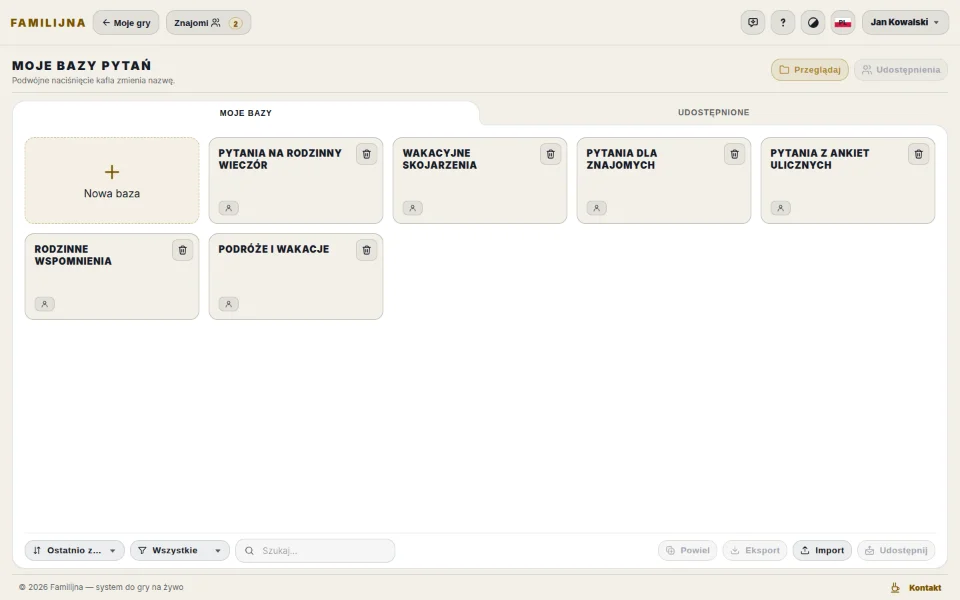 FAMILIJNA
Moje gry
Znajomi
2
?
PL
Jan Kowalski
MOJE BAZY PYTAŃ
Podwójne naciśnięcie kafla zmienia nazwę.
Przeglądaj
Udostępnienia
MOJE BAZY
UDOSTĘPNIONE
Nowa baza
PYTANIA NA RODZINNY
WIECZÓR
WAKACYJNE
SKOJARZENIA
PYTANIA DLA
ZNAJOMYCH
PYTANIA Z ANKIET
ULICZNYCH
RODZINNE
WSPOMNIENIA
PODRÓŻE I WAKACJE
Ostatnio z...
Wszystkie
Szukaj...
Powiel
Eksport
Import
Udostępnij
© 2026 Familijna — system do gry na żywo
Kontakt